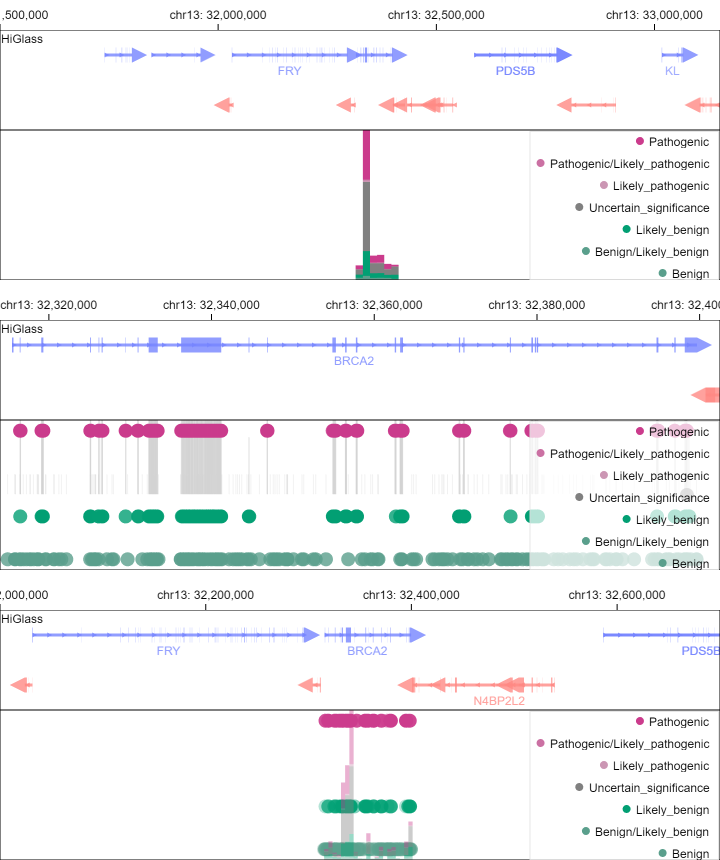 ,500,000 chr13: 32,000,000 chr13: 32,500,000 chr13: 33,000,000
HiGlass
FRY PDS5B KL
Pathogenic
Pathogenic/Likely_pathogenic
Likely_pathogenic
Uncertain_significance
Likely_benign
Benign/Likely_benign
Benign
chr13: 32,320,000 chr13: 32,340,000 chr13: 32,360,000 chr13: 32,380,000 chr13: 32,400
HiGlass
BRCA2
Pathogenic
Pathogenic/Likely_pathogenic
Likely_pathogenic
Uncertain_significance
Likely_benign
Benign/Likely_benign
Benign
2,000,000 chr13: 32,200,000 chr13: 32,400,000 chr13: 32,600,000
HiGlass
FRY BRCA2 PDS5B
N4BP2L2
Pathogenic
Pathogenic/Likely_pathogenic
Likely_pathogenic
Uncertain_significance
Likely_benign
Benign/Likely_benign
Benign